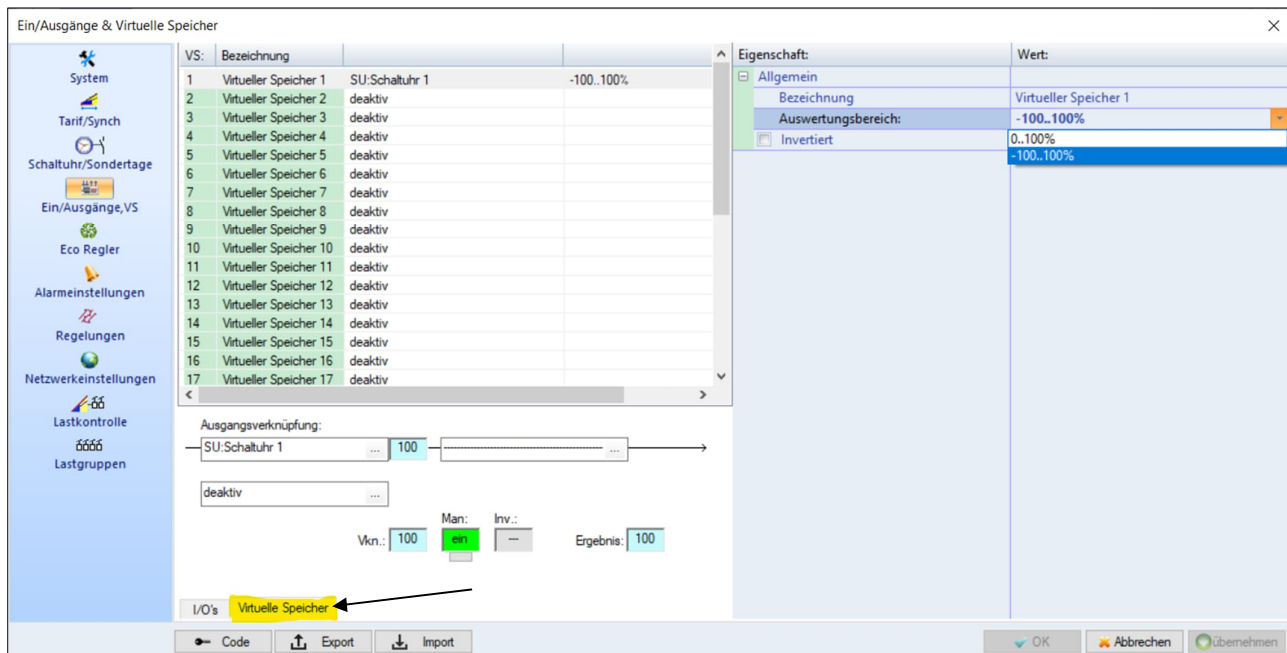 Ein/Ausgänge & Virtuelle Speicher
System
Tarif/Synch
Schaltuhr/Sondertage
Ein/Ausgänge,VS
Eco Regler
Alarmeinstellungen
Regelungen
Netzwerkeinstellungen
Lastkontrolle
Lastgruppen
VS: Bezeichnung
1 Virtueller Speicher 1 SU:Schaltuhr 1 -100..100%
2 Virtueller Speicher 2 deaktiv
3 Virtueller Speicher 3 deaktiv
4 Virtueller Speicher 4 deaktiv
5 Virtueller Speicher 5 deaktiv
6 Virtueller Speicher 6 deaktiv
7 Virtueller Speicher 7 deaktiv
8 Virtueller Speicher 8 deaktiv
9 Virtueller Speicher 9 deaktiv
10 Virtueller Speicher 10 deaktiv
11 Virtueller Speicher 11 deaktiv
12 Virtueller Speicher 12 deaktiv
13 Virtueller Speicher 13 deaktiv
14 Virtueller Speicher 14 deaktiv
15 Virtueller Speicher 15 deaktiv
16 Virtueller Speicher 16 deaktiv
17 Virtueller Speicher 17 deaktiv
Ausgangsverknüpfung:
SU:Schaltuhr 1 ... 100 ---------------------------------------- ...
deaktiv ...
Man: Inv.:
Vkn.: 100 ein --- Ergebnis: 100
I/O's Virtuelle Speicher
Eigenschaft: Wert:
Allgemein
Bezeichnung Virtueller Speicher 1
Auswertungsbereich: -100..100%
Invertiert
0..100%
-100..100%
Code Export Import OK Abbrechen übernehmen